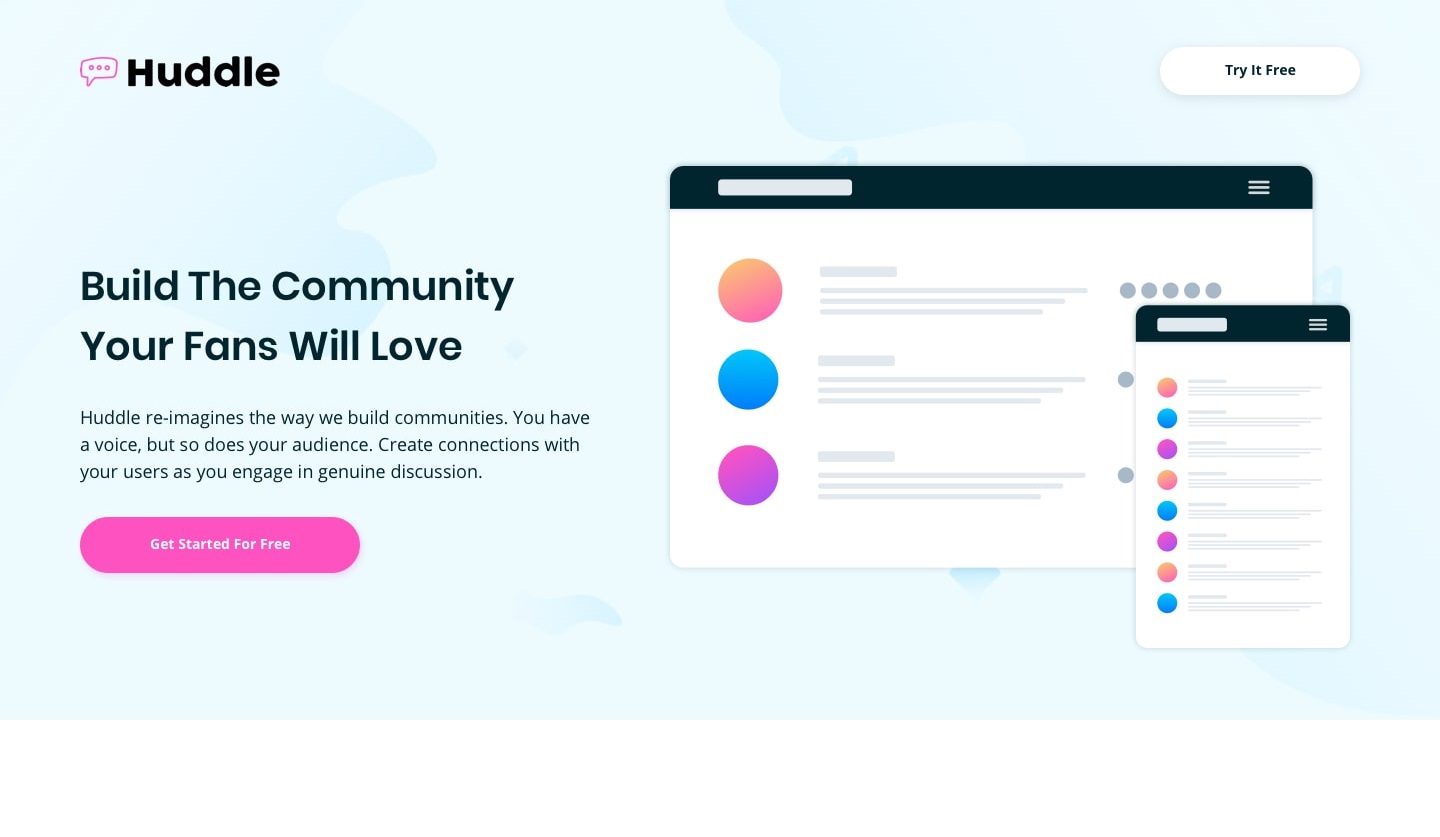 Huddle
Try It Free
Build The Community
Your Fans Will Love
Huddle re-imagines the way we build communities. You have
a voice, but so does your audience. Create connections with
your users as you engage in genuine discussion.
Get Started For Free